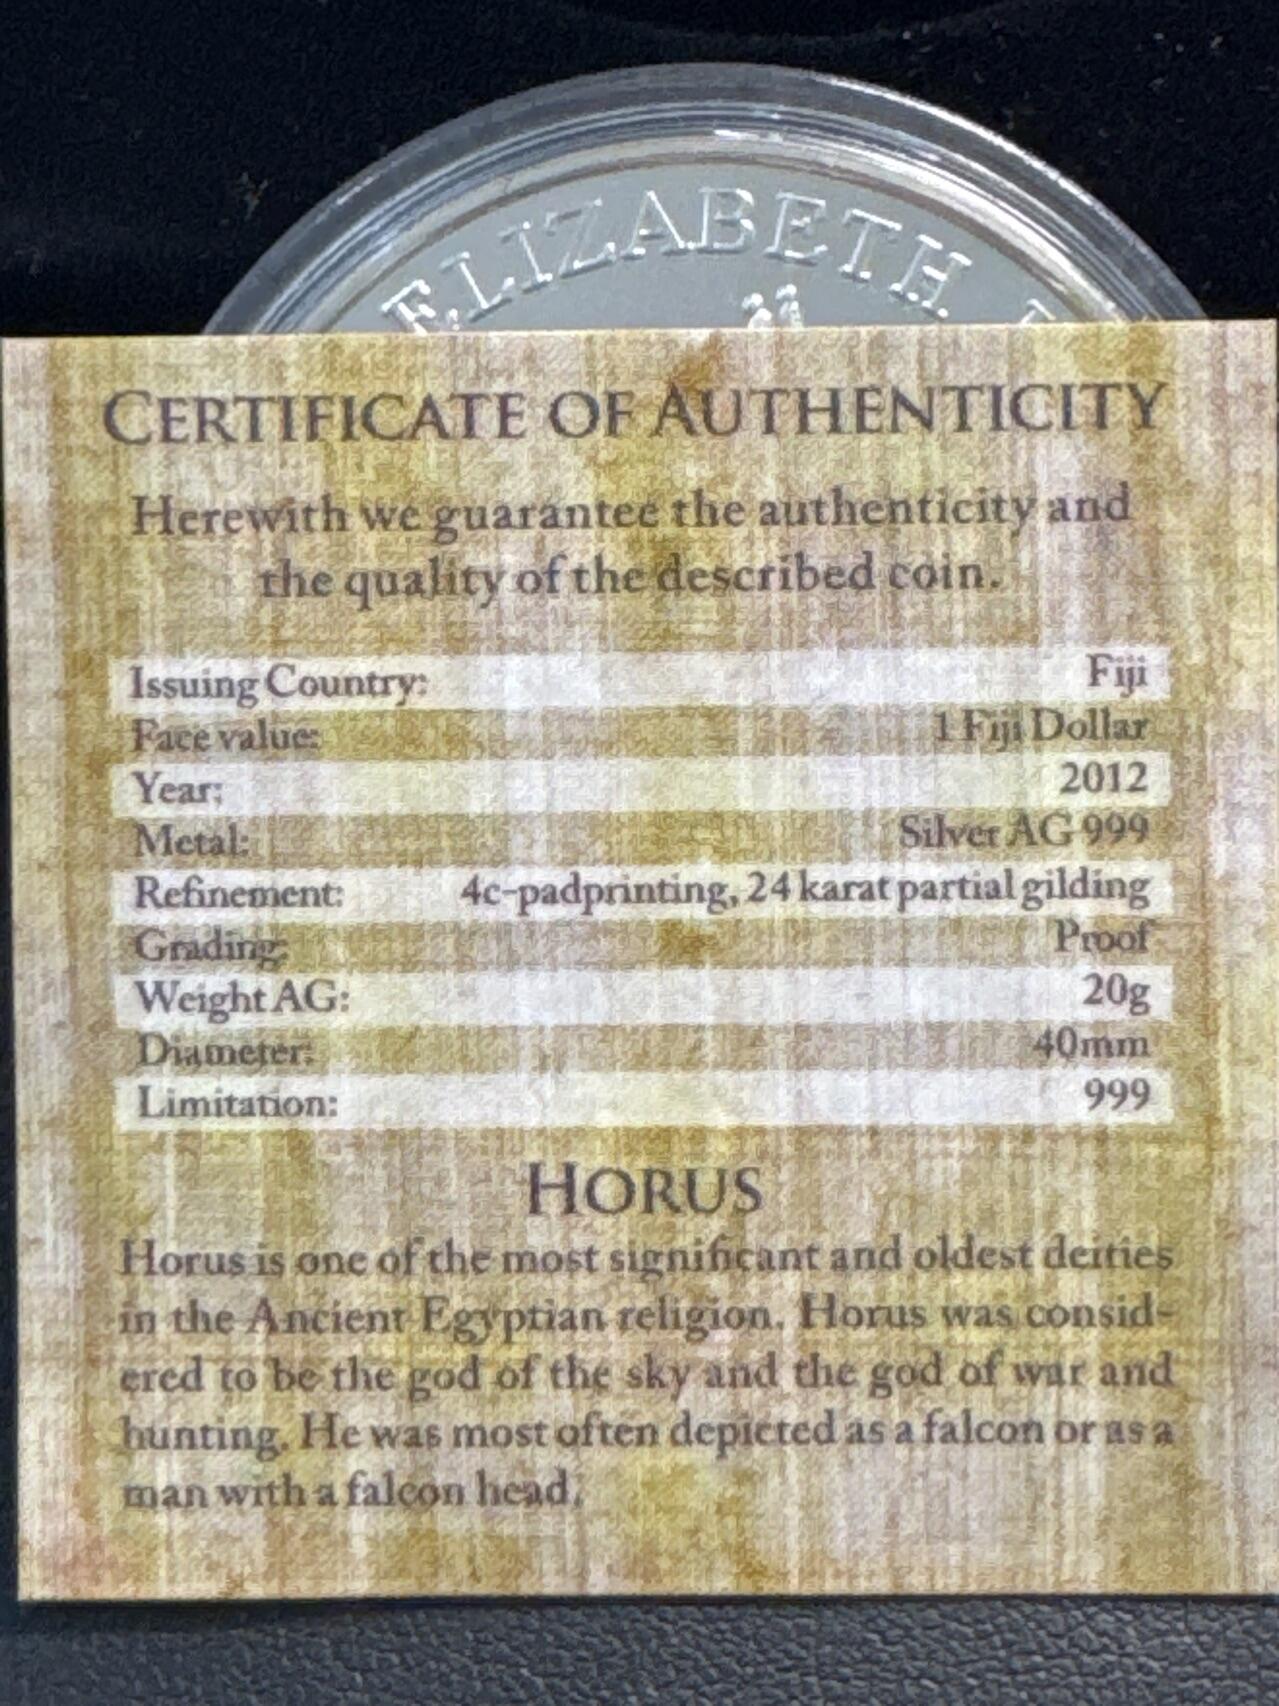 ELIZABETH
CERTIFICATE OF AUTHENTICITY
Herewith we guarantee the authenticity and
the quality of the described coin.
Issuing Country: Fiji
Face value: 1 Fiji Dollar
Year: 2012
Metal: Silver AG 999
Refinement: 4c-padprinting, 24 karat partial gilding
Grading: Proof
Weight AG: 20g
Diameter: 40mm
Limitation: 999
HORUS
Horus is one of the most significant and oldest deities
in the Ancient Egyptian religion. Horus was consid-
ered to be the god of the sky and the god of war and
hunting. He was most often depicted as a falcon or as a
man with a falcon head.